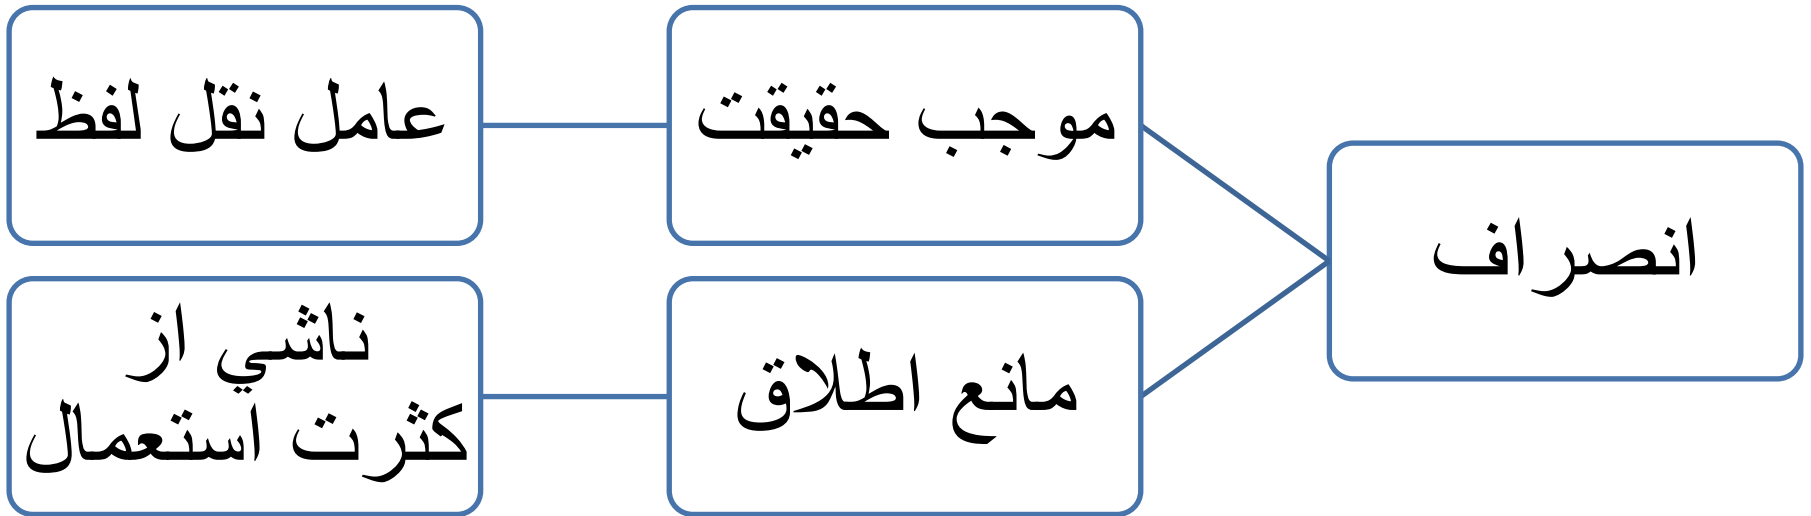 انصراف
موجب حقیقت
عامل نقل لفظ
مانع اطلاق
ناشي از
کثرت استعمال